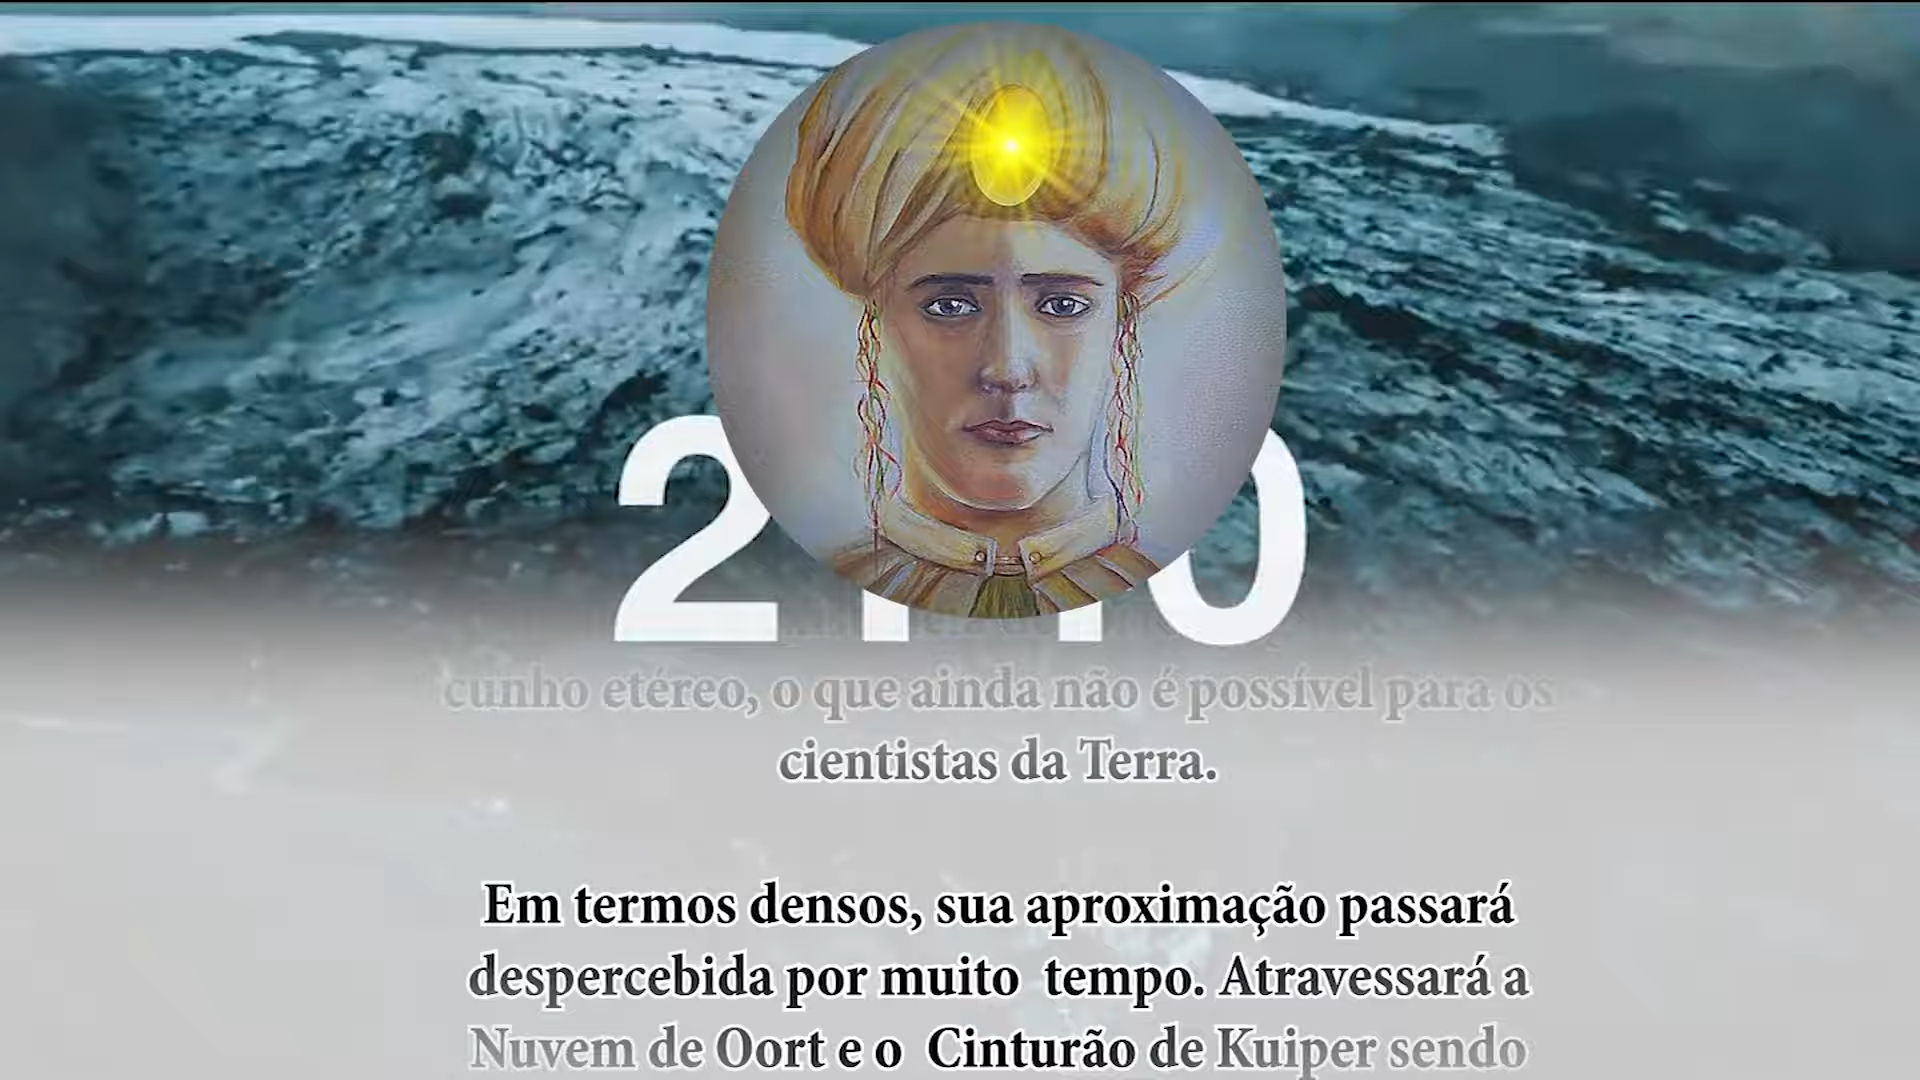 cunho etéreo, o que ainda não é possível para os
cientistas da Terra.
Em termos densos, sua aproximação passará
despercebida por muito tempo. Atravessará a
Nuvem de Oort e o Cinturão de Kuiper sendo